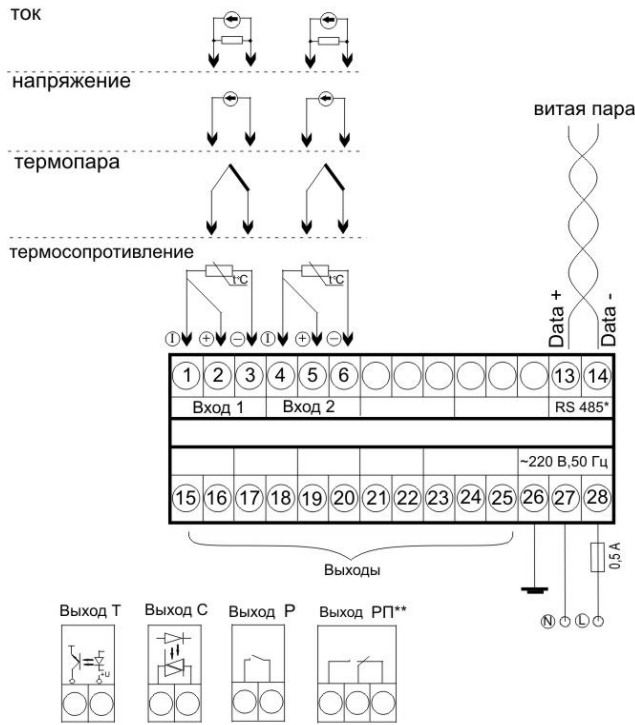 ток
напряжение
термопара
термосопротивление
витая пара
t°C t°C
I + − I + −
Data + Data -
1 2 3 4 5 6 13 14
Вход 1 Вход 2 RS 485*
~220 В,50 Гц
15 16 17 18 19 20 21 22 23 24 25 26 27 28
Выходы
0,5 А
N L
Выход Т Выход С Выход Р Выход РП**